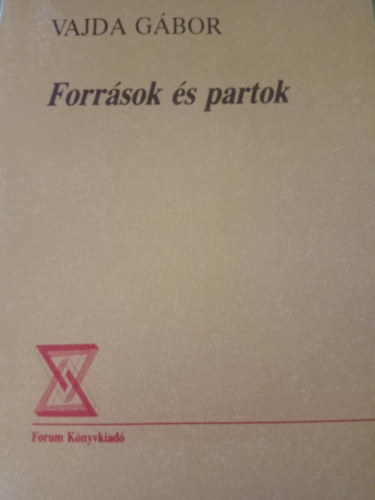 VAJDA GÁBOR
Források és partok
Forum Könyvkiadó